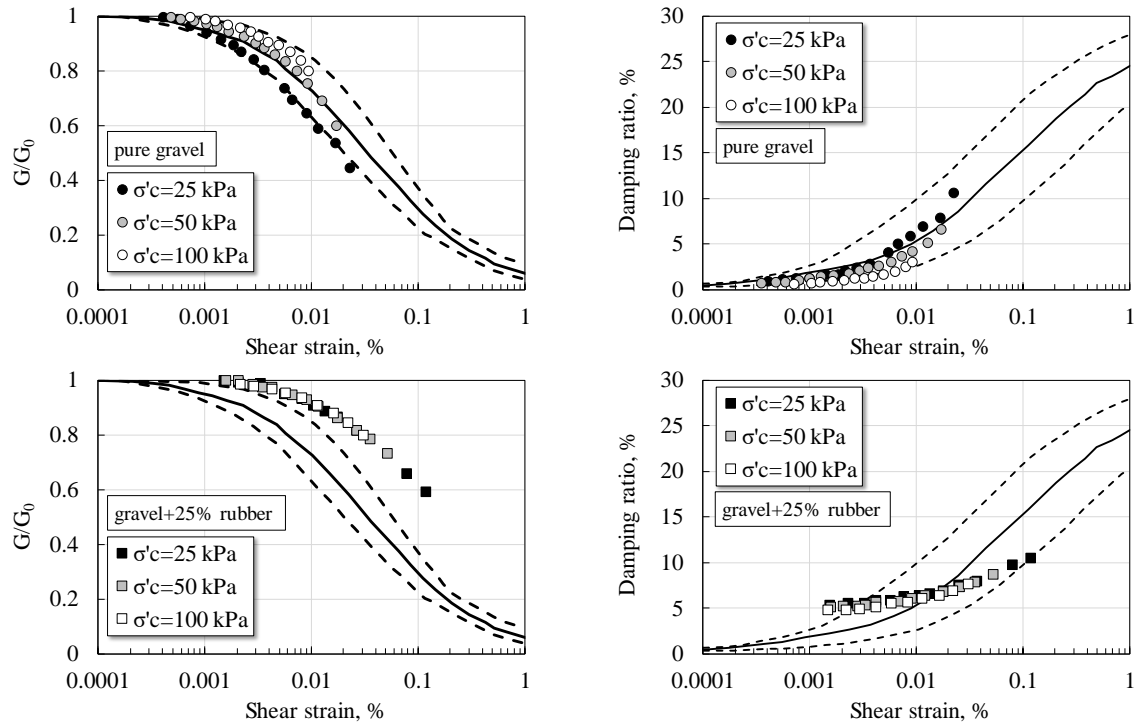 1
0.8
0.6
0.4
0.2
0
G/G0
pure gravel
σ'c=25 kPa
σ'c=50 kPa
σ'c=100 kPa
0.0001 0.001 0.01 0.1 1
Shear strain, %
30
25
20
15
10
5
0
Damping ratio, %
σ'c=25 kPa
σ'c=50 kPa
σ'c=100 kPa
pure gravel
0.0001 0.001 0.01 0.1 1
Shear strain, %
1
0.8
0.6
0.4
0.2
0
G/G0
gravel+25% rubber
σ'c=25 kPa
σ'c=50 kPa
σ'c=100 kPa
0.0001 0.001 0.01 0.1 1
Shear strain, %
30
25
20
15
10
5
0
Damping ratio, %
σ'c=25 kPa
σ'c=50 kPa
σ'c=100 kPa
gravel+25% rubber
0.0001 0.001 0.01 0.1 1
Shear strain, %